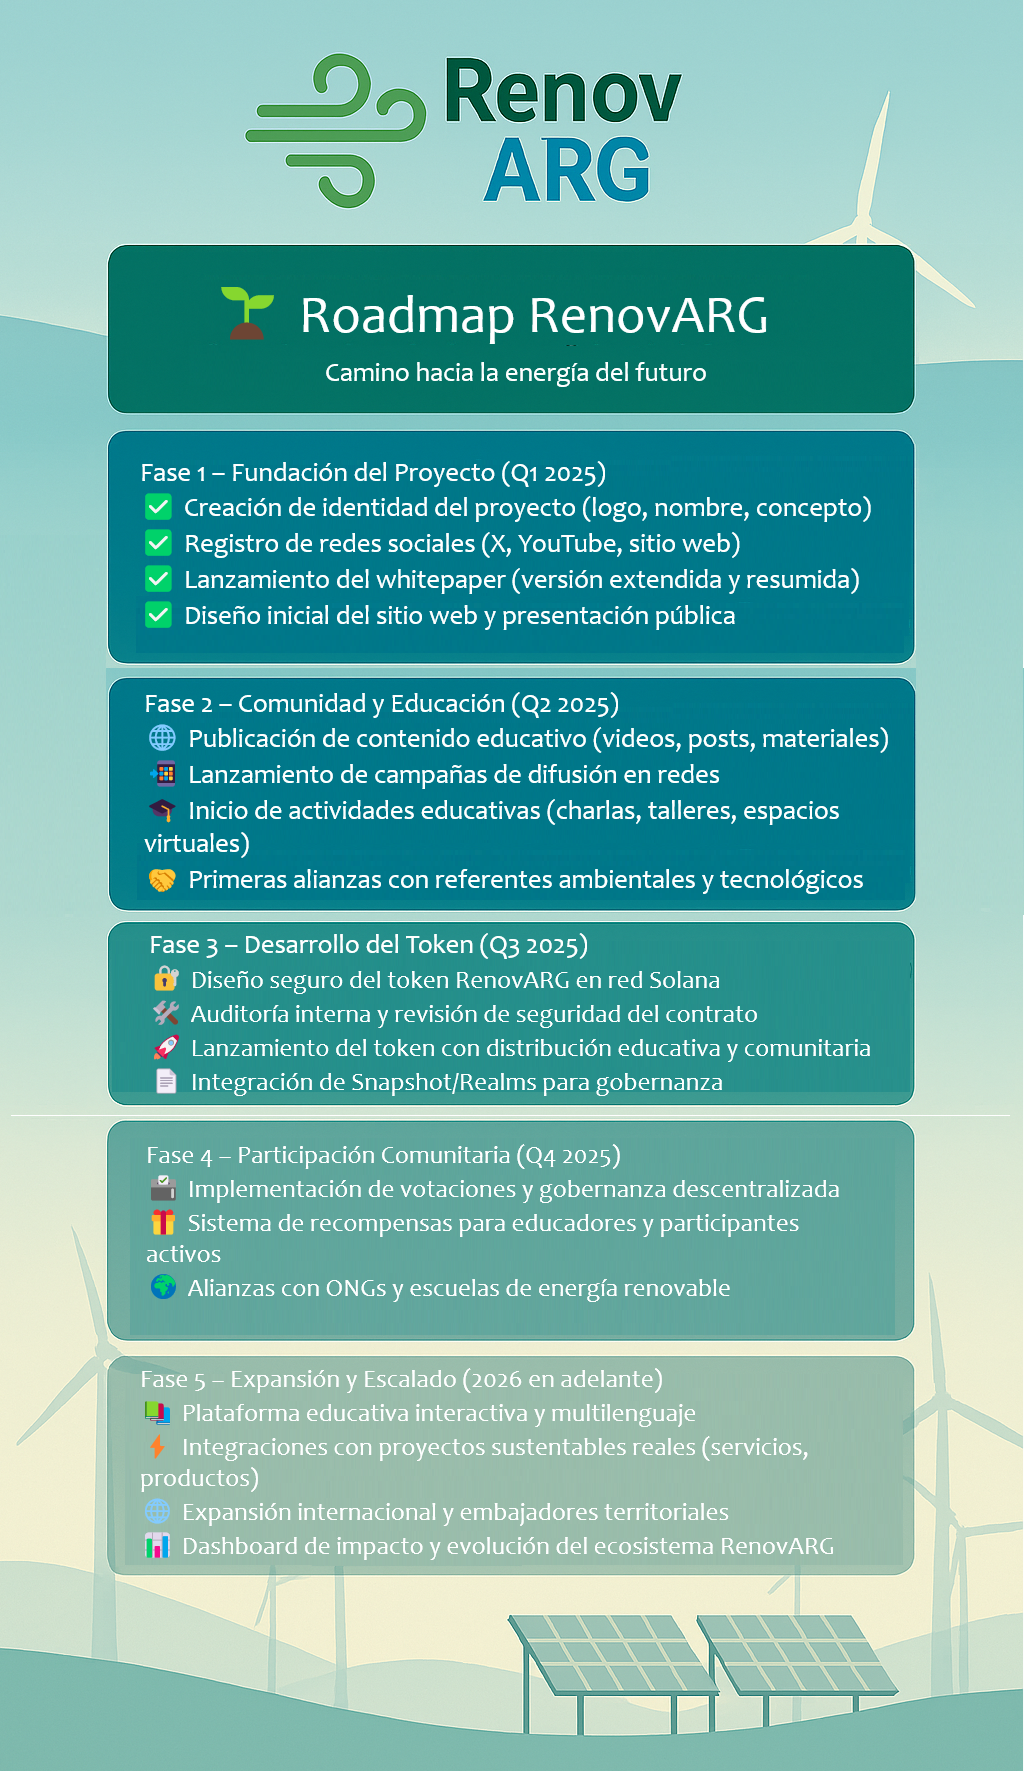 Renov
ARG
🌱 Roadmap RenovARG
Camino hacia la energía del futuro
Fase 1 – Fundación del Proyecto (Q1 2025)
✅ Creación de identidad del proyecto (logo, nombre, concepto)
✅ Registro de redes sociales (X, YouTube, sitio web)
✅ Lanzamiento del whitepaper (versión extendida y resumida)
✅ Diseño inicial del sitio web y presentación pública
Fase 2 – Comunidad y Educación (Q2 2025)
🌐 Publicación de contenido educativo (videos, posts, materiales)
📲 Lanzamiento de campañas de difusión en redes
🎓 Inicio de actividades educativas (charlas, talleres, espacios
virtuales)
🤝 Primeras alianzas con referentes ambientales y tecnológicos
Fase 3 – Desarrollo del Token (Q3 2025)
🔐 Diseño seguro del token RenovARG en red Solana
🛠 Auditoría interna y revisión de seguridad del contrato
🚀 Lanzamiento del token con distribución educativa y comunitaria
📄 Integración de Snapshot/Realms para gobernanza
Fase 4 – Participación Comunitaria (Q4 2025)
🗳 Implementación de votaciones y gobernanza descentralizada
🎁 Sistema de recompensas para educadores y participantes
activos
🌍 Alianzas con ONGs y escuelas de energía renovable
Fase 5 – Expansión y Escalado (2026 en adelante)
📚 Plataforma educativa interactiva y multilenguaje
⚡ Integraciones con proyectos sustentables reales (servicios,
productos)
🌐 Expansión internacional y embajadores territoriales
📊 Dashboard de impacto y evolución del ecosistema RenovARG